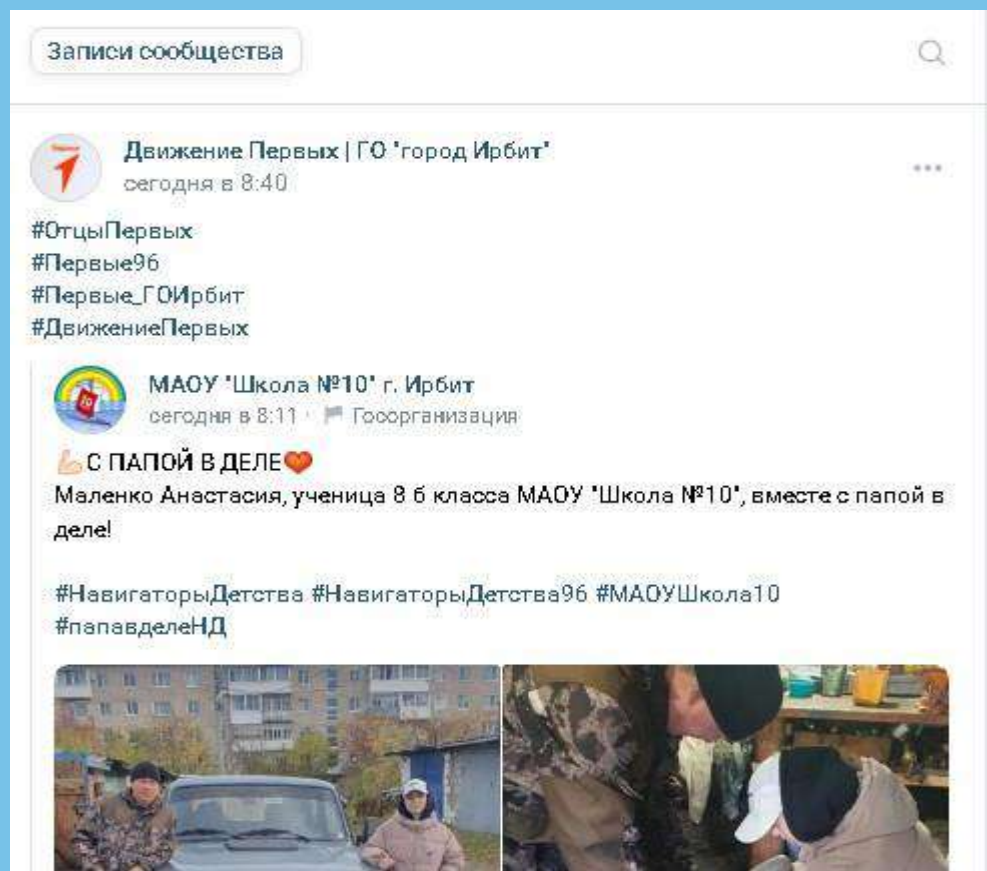 Записи сообщества
Движение Первых | ГО "город Ирбит"
сегодня в 8:40
#ОтцыПервых
#Первые96
#Первые_ГОИрбит
#ДвижениеПервых
МАОУ "Школа №10" г. Ирбит
сегодня в 8:11 · Госорганизация
💪С ПАПОЙ В ДЕЛЕ❤
Маленко Анастасия, ученица 8 б класса МАОУ "Школа №10", вместе с папой в
деле!
#НавигаторыДетства #НавигаторыДетства96 #МАОУШкола10
#папавделеНД